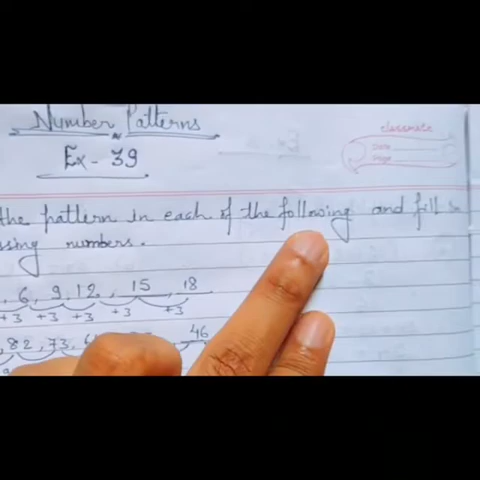 Number Patterns
Ex - 39
classmate
Date
Page
the pattern in each of the following and fill in
numbers.
, 6, 9, 12, 15, 18
+3 +3 +3 +3 +3
, 82, 73, 46